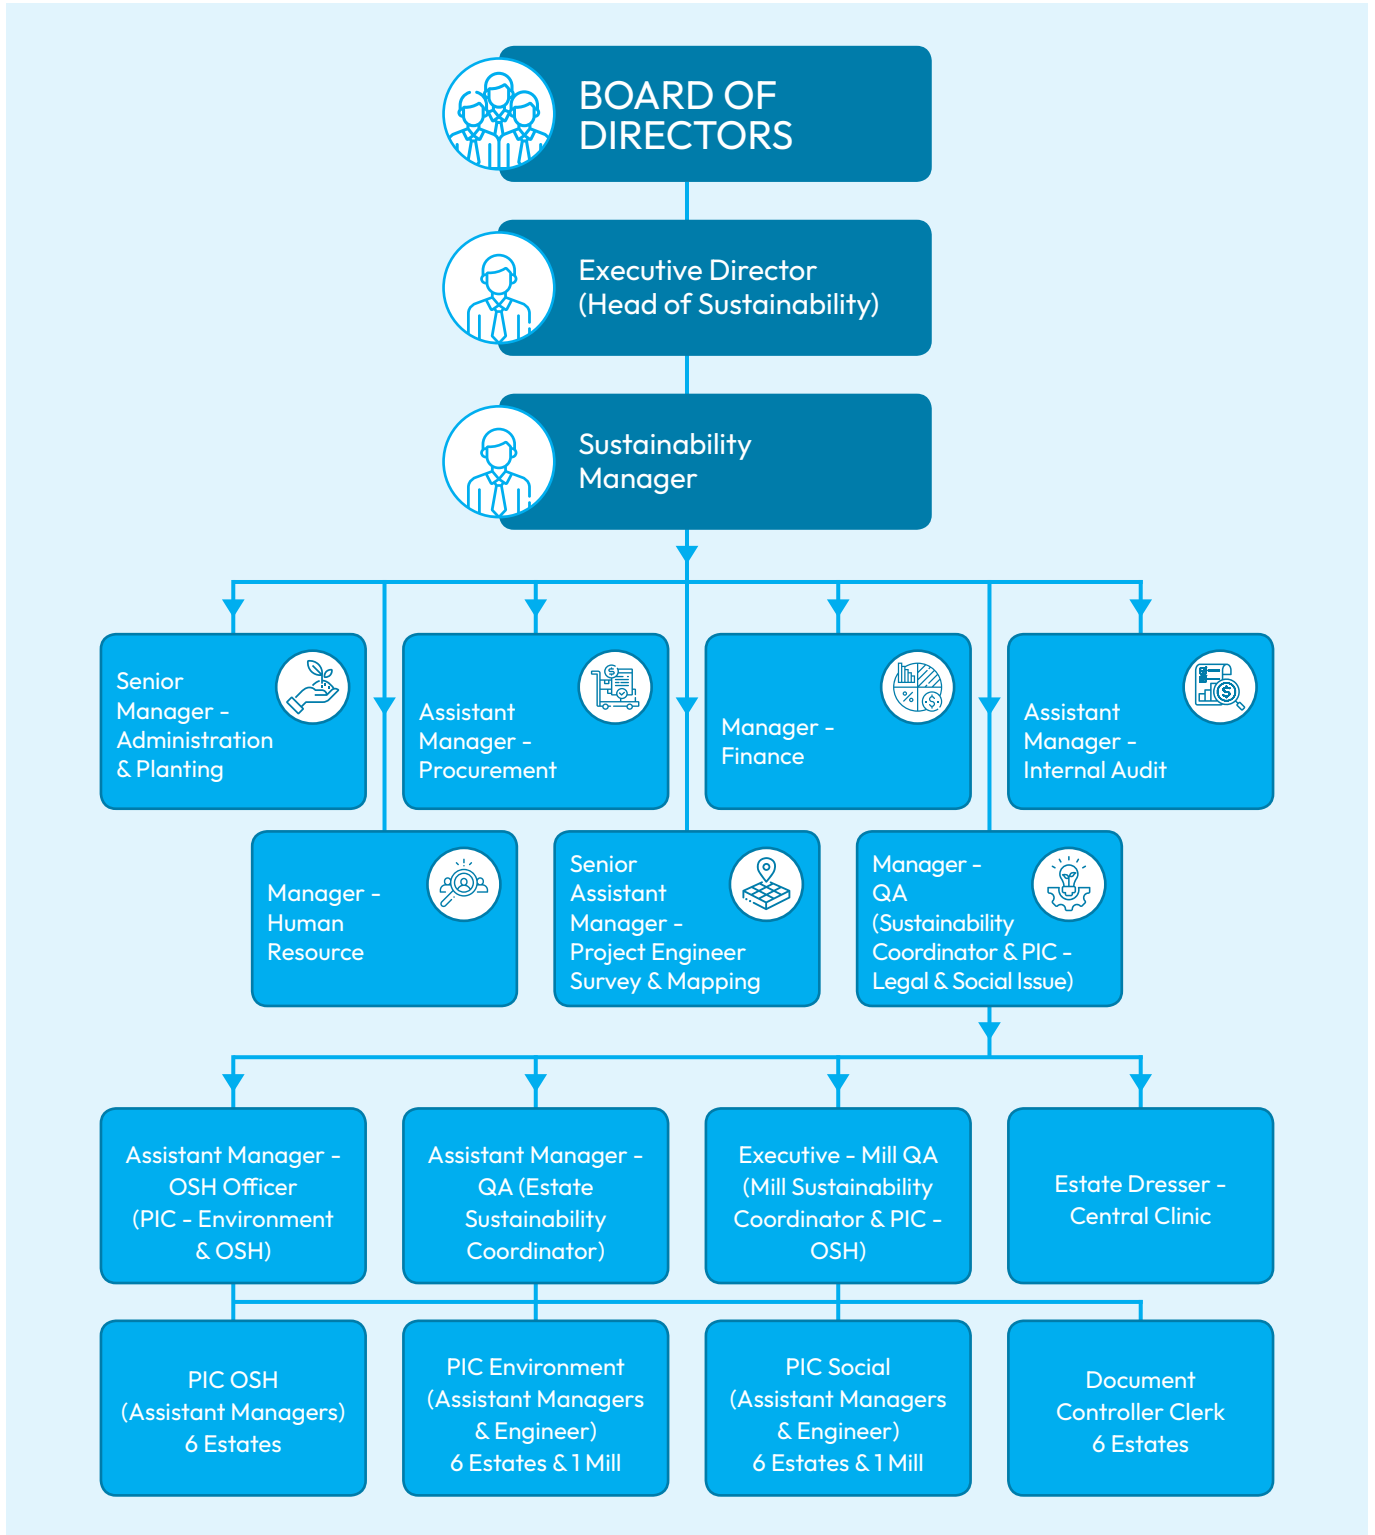 BOARD OF
DIRECTORS
Executive Director
(Head of Sustainability)
Sustainability
Manager
Senior
Manager -
Administration
& Planting
Assistant
Manager -
Procurement
Manager -
Finance
Assistant
Manager -
Internal Audit
Manager -
Human
Resource
Senior
Assistant
Manager -
Project Engineer
Survey & Mapping
Manager -
QA
(Sustainability
Coordinator & PIC -
Legal & Social Issue)
Assistant Manager -
OSH Officer
(PIC - Environment
& OSH)
Assistant Manager -
QA (Estate
Sustainability
Coordinator)
Executive - Mill QA
(Mill Sustainability
Coordinator & PIC -
OSH)
Estate Dresser -
Central Clinic
PIC OSH
(Assistant Managers)
6 Estates
PIC Environment
(Assistant Managers
& Engineer)
6 Estates & 1 Mill
PIC Social
(Assistant Managers
& Engineer)
6 Estates & 1 Mill
Document
Controller Clerk
6 Estates